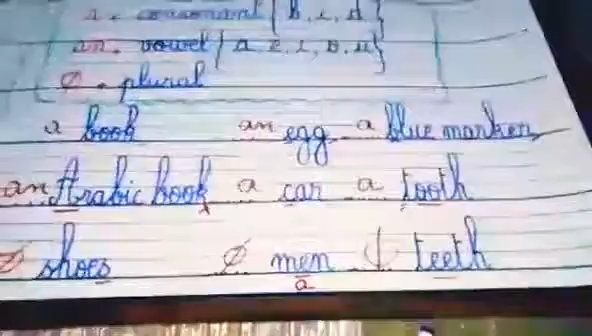 a. consonant { b, c, d }
an. vowel { a, e, i, o, u }
ø. plural
a book an egg a blue marker
an Arabic book a car a tooth
ø shoes ø men ø teeth
a